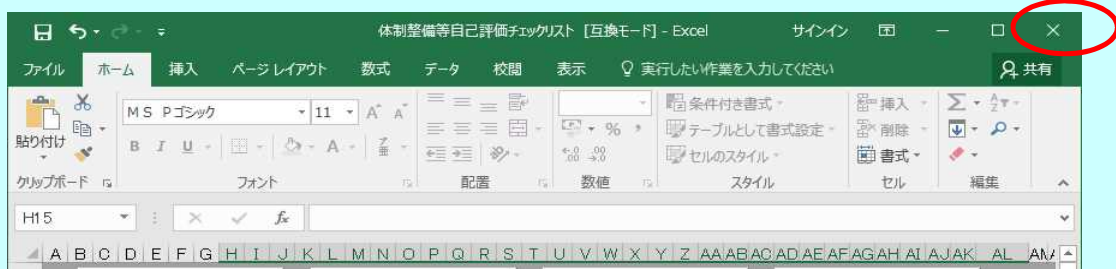 体制整備等自己評価チェックリスト [互換モード] - Excel サインイン
ファイル ホーム 挿入 ページ レイアウト 数式 データ 校閲 表示 実行したい作業を入力してください 共有
MS Pゴシック 11 A A 条件付き書式 挿入 Σ
貼り付け B I U A 亜 % , テーブルとして書式設定 削除
セルのスタイル 書式
クリップボード フォント 配置 数値 スタイル セル 編集
H15 fx
A B C D E F G H I J K L M N O P Q R S T U V W X Y Z AA AB AC AD AE AF AG AH AI AJ AK AL